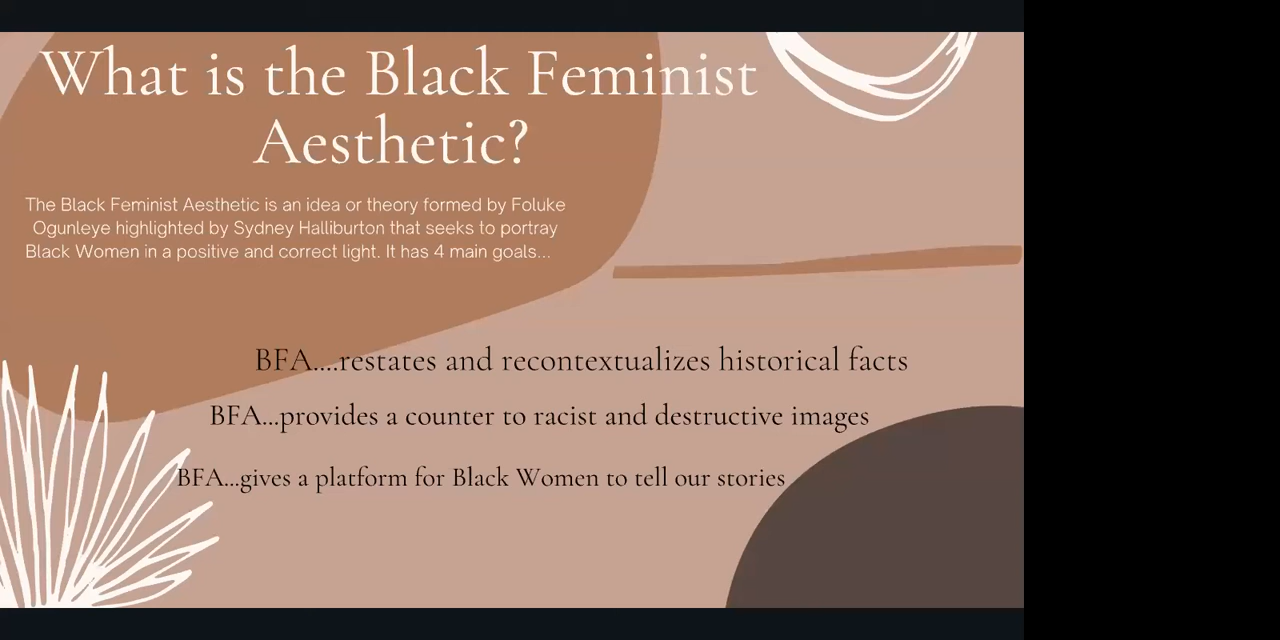 What is the Black Feminist
Aesthetic?
The Black Feminist Aesthetic is an idea or theory formed by Foluke
Ogunleye highlighted by Sydney Halliburton that seeks to portray
Black Women in a positive and correct light. It has 4 main goals...
BFA....restates and recontextualizes historical facts
BFA...provides a counter to racist and destructive images
BFA...gives a platform for Black Women to tell our stories